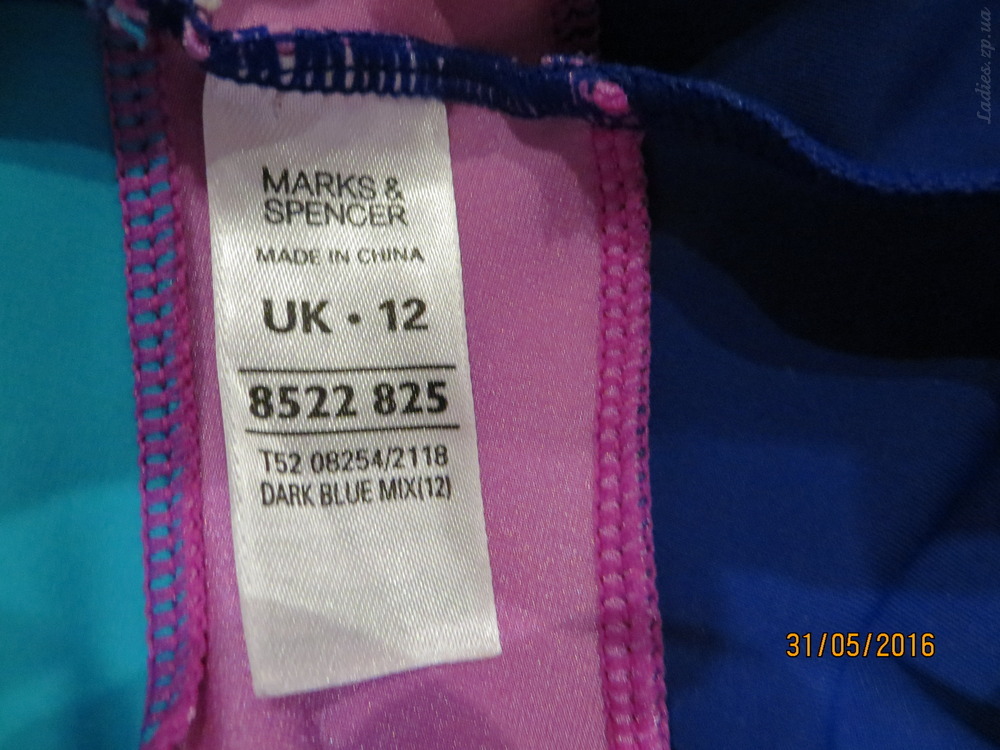 MARKS &
SPENCER
MADE IN CHINA
UK • 12
8522 825
T52 08254/2118
DARK BLUE MIX(12)
31/05/2016
Ladies.zp.ua